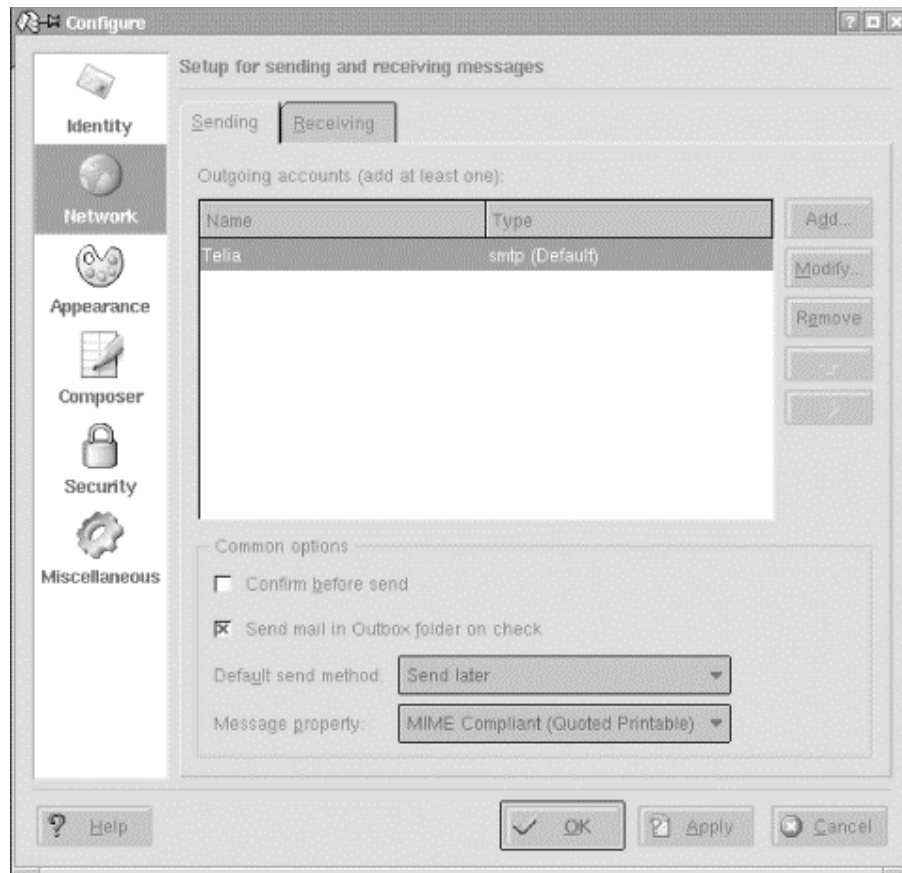 Configure
Setup for sending and receiving messages
Identity
Network
Appearance
Composer
Security
Miscellaneous
Sending Receiving
Outgoing accounts (add at least one):
Name Type
Telia smtp (Default)
Add...
Modify...
Remove
Common options
Confirm before send
Send mail in Outbox folder on check
Default send method: Send later
Message property: MIME Compliant (Quoted Printable)
? Help
OK
Apply
Cancel